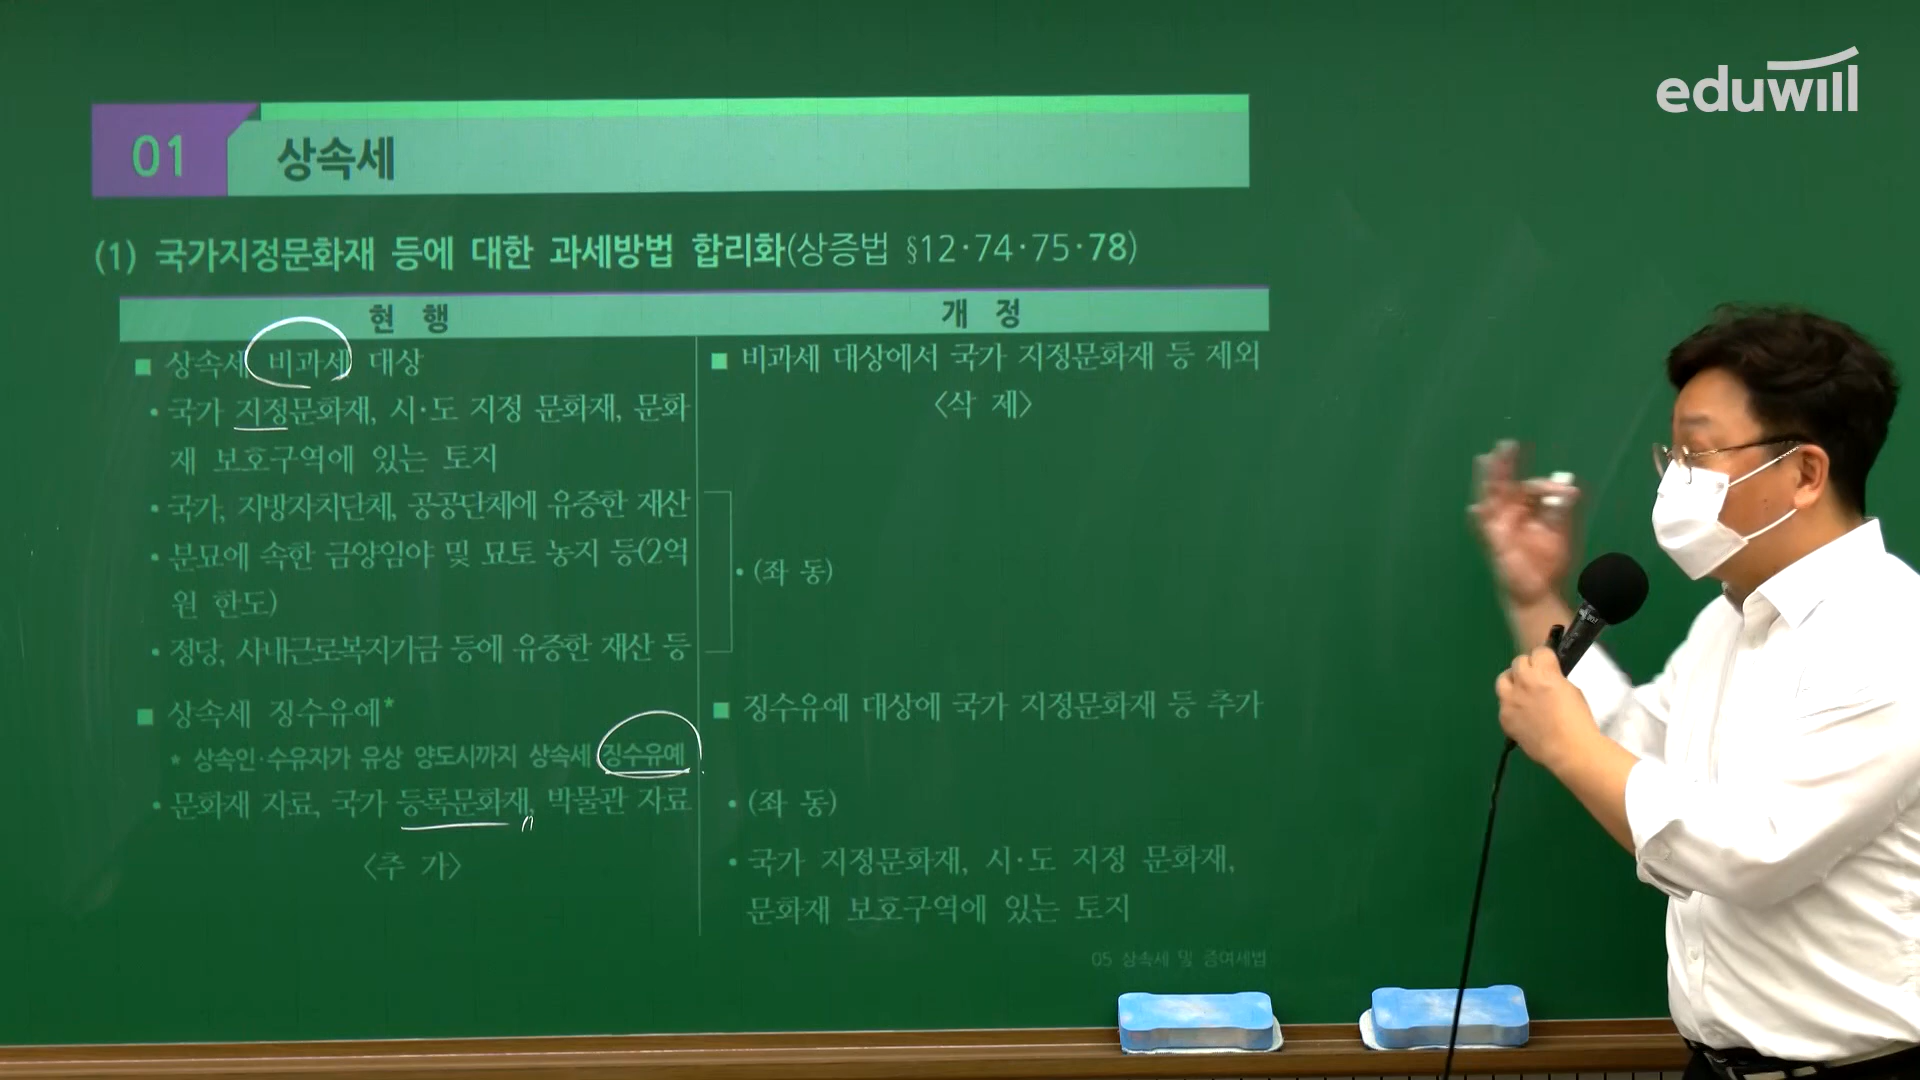 eduwill
01 상속세
(1) 국가지정문화재 등에 대한 과세방법 합리화(상증법 §12·74·75·78)
현 행
개 정
■ 상속세 비과세 대상
• 국가 지정문화재, 시·도 지정 문화재, 문화
재 보호구역에 있는 토지
• 국가, 지방자치단체, 공공단체에 유증한 재산
• 분묘에 속한 금양임야 및 묘토 농지 등(2억
원 한도)
• 정당, 사내근로복지기금 등에 유증한 재산 등
■ 비과세 대상에서 국가 지정문화재 등 제외
〈삭 제〉
• (좌 동)
■ 상속세 징수유예*
* 상속인·수유자가 유상 양도시까지 상속세 징수유예
• 문화재 자료, 국가 등록문화재, 박물관 자료
〈추 가〉
■ 징수유예 대상에 국가 지정문화재 등 추가
• (좌 동)
• 국가 지정문화재, 시·도 지정 문화재,
문화재 보호구역에 있는 토지
05 상속세 및 증여세법